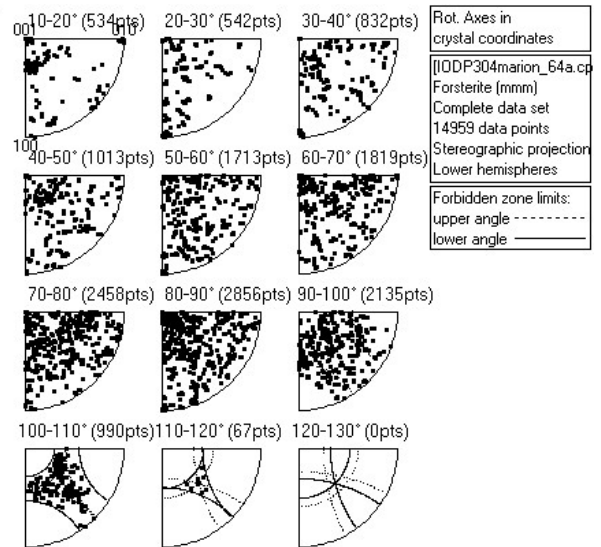 10-20° (534pts)
20-30° (542pts)
30-40° (832pts)
001
010
100
40-50° (1013pts)
50-60° (1713pts)
60-70° (1819pts)
70-80° (2458pts)
80-90° (2856pts)
90-100° (2135pts)
100-110° (990pts)
110-120° (67pts)
120-130° (0pts)
Rot. Axes in
crystal coordinates
[IODP304marion_64a.cp
Forsterite (mmm)
Complete data set
14959 data points
Stereographic projection
Lower hemispheres
Forbidden zone limits:
upper angle
lower angle